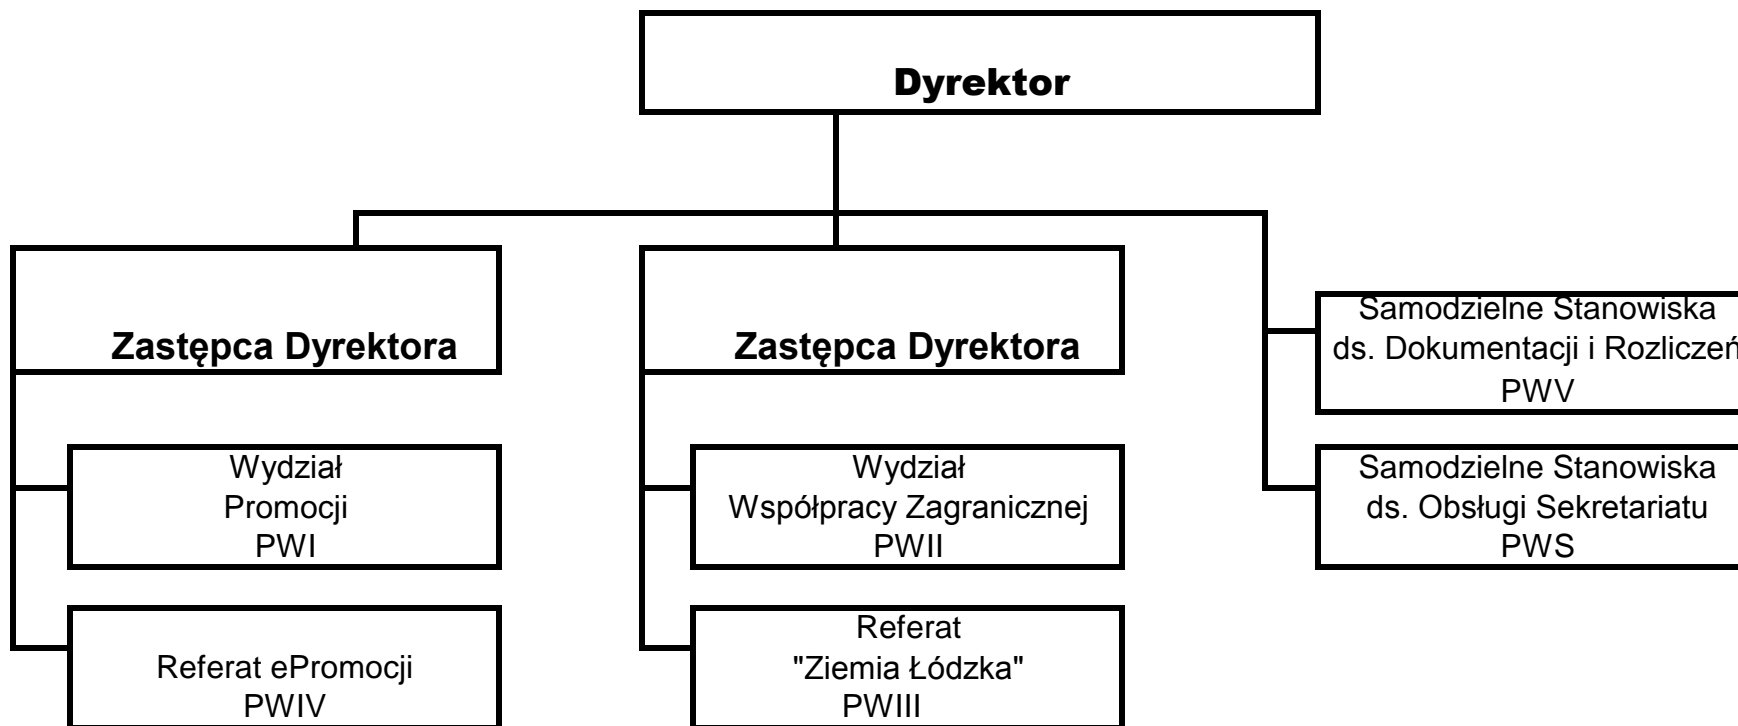 Dyrektor
Zastępca Dyrektora
Zastępca Dyrektora
Samodzielne Stanowiska
ds. Dokumentacji i Rozliczeń
PWV
Wydział
Promocji
PWI
Wydział
Współpracy Zagranicznej
PWII
Samodzielne Stanowiska
ds. Obsługi Sekretariatu
PWS
Referat ePromocji
PWIV
Referat
"Ziemia Łódzka"
PWIII